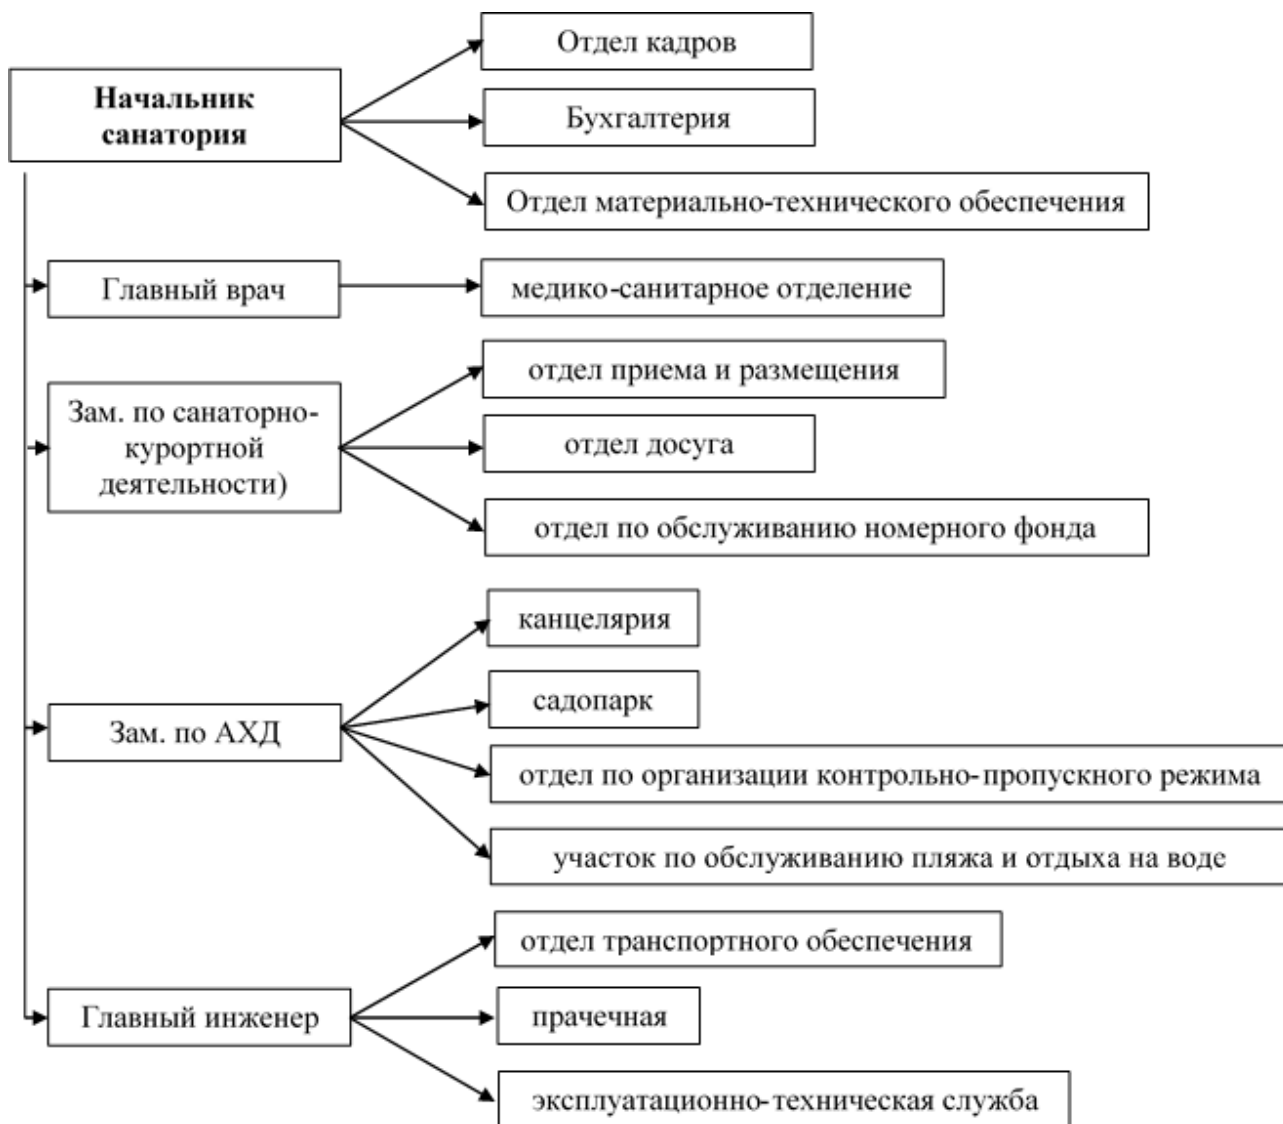 Отдел кадров
Начальник
санатория
Бухгалтерия
Отдел материально-технического обеспечения
Главный врач
медико-санитарное отделение
отдел приема и размещения
Зам. по санаторно-
курортной
деятельности)
отдел досуга
отдел по обслуживанию номерного фонда
канцелярия
садопарк
Зам. по АХД
отдел по организации контрольно-пропускного режима
участок по обслуживанию пляжа и отдыха на воде
отдел транспортного обеспечения
Главный инженер
прачечная
эксплуатационно-техническая служба